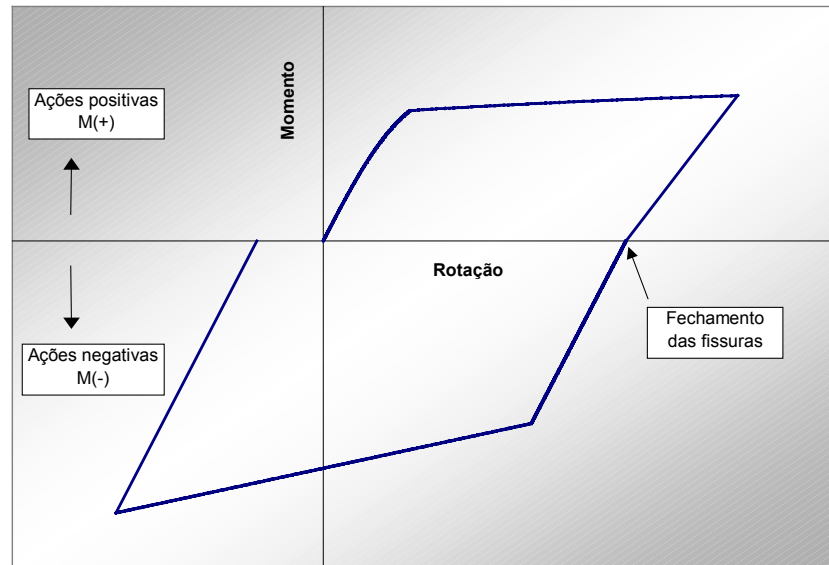 Ações positivas
M(+)
Momento
Rotação
Ações negativas
M(-)
Fechamento
das fissuras